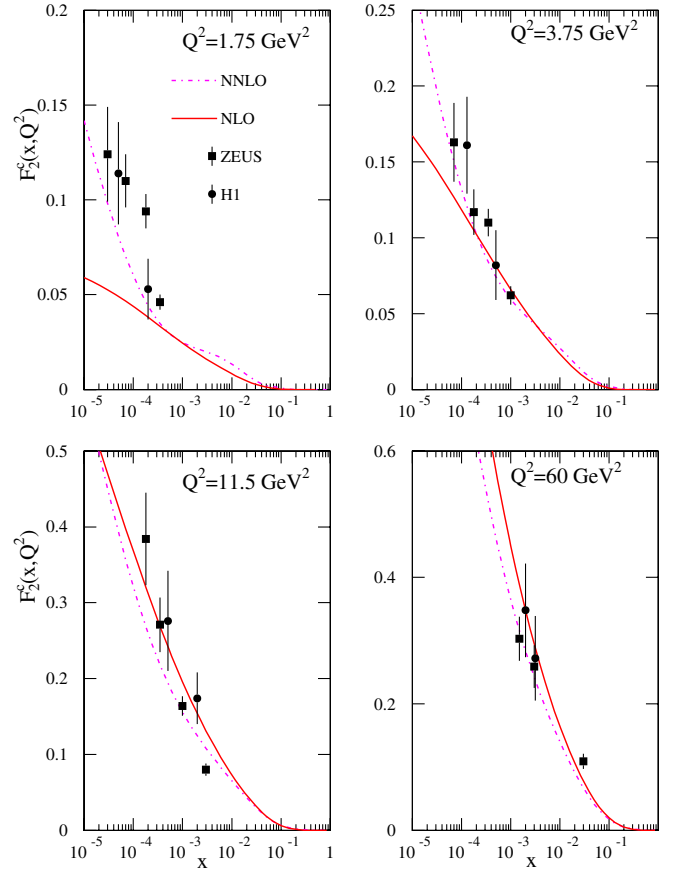 Q²=1.75 GeV²
NNLO
NLO
ZEUS
H1
F₂ᶜ(x,Q²)
0.2
0.15
0.1
0.05
0
10⁻⁵ 10⁻⁴ 10⁻³ 10⁻² 10⁻¹ 1
Q²=3.75 GeV²
0.25
0.2
0.15
0.1
0.05
0
10⁻⁵ 10⁻⁴ 10⁻³ 10⁻² 10⁻¹
Q²=11.5 GeV²
F₂ᶜ(x,Q²)
0.5
0.4
0.3
0.2
0.1
0
10⁻⁵ 10⁻⁴ 10⁻³ 10⁻² 10⁻¹
x
Q²=60 GeV²
0.6
0.4
0.2
0
10⁻⁵ 10⁻⁴ 10⁻³ 10⁻² 10⁻¹
x